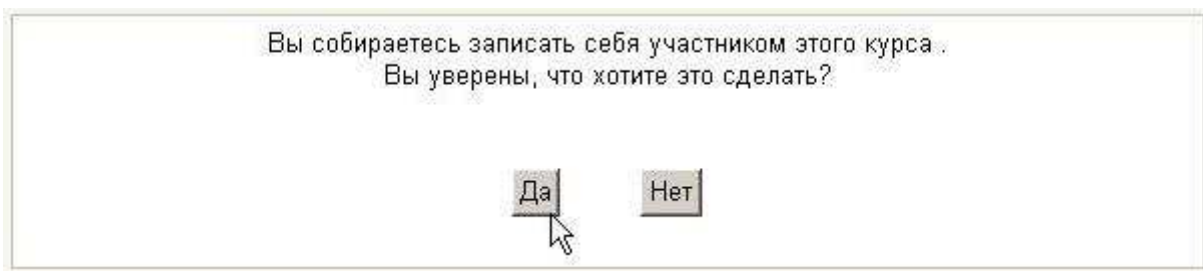 Вы собираетесь записать себя участником этого курса .
Вы уверены, что хотите это сделать?
Да Нет